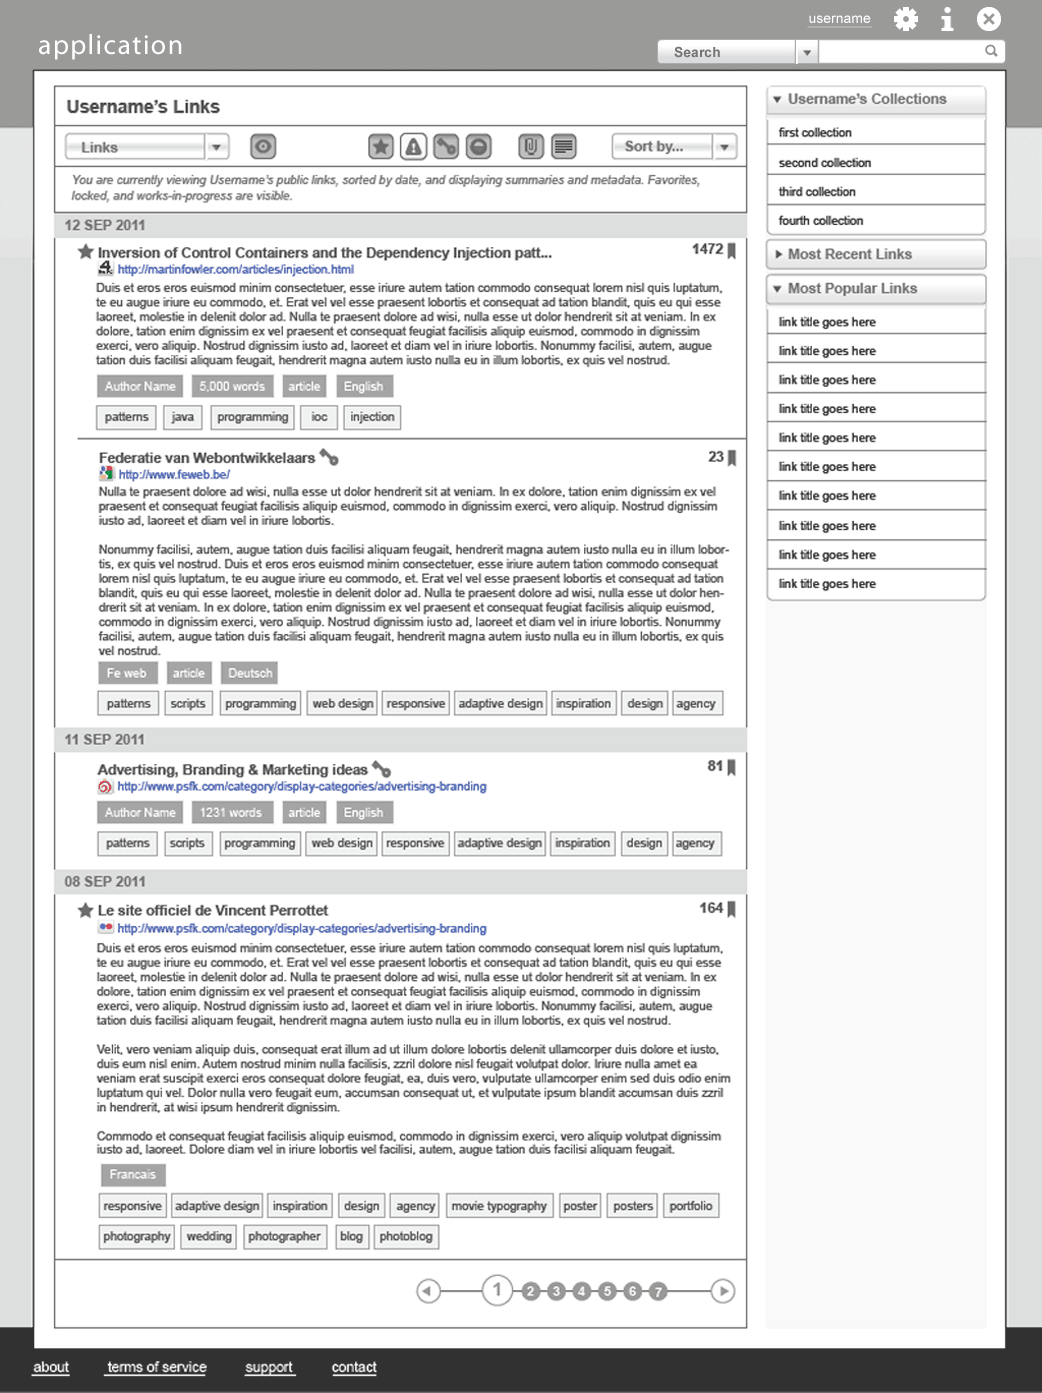 username
application
Search
Username's Links
Links
Sort by...
You are currently viewing Username's public links, sorted by date, and displaying summaries and metadata. Favorites,
locked, and works-in-progress are visible.
12 SEP 2011
Inversion of Control Containers and the Dependency Injection patt...
1472
http://martinfowler.com/articles/injection.html
Duis et eros eros euismod minim consectetuer, esse iriure autem tation commodo consequat lorem nisl quis luptatum,
te eu augue iriure eu commodo, et. Erat vel vel esse praesent lobortis et consequat ad tation blandit, quis eu qui esse
laoreet, molestie in delenit dolor ad. Nulla te praesent dolore ad wisi, nulla esse ut dolor hendrerit sit at veniam. In ex
dolore, tation enim dignissim ex vel praesent et consequat feugiat facilisis aliquip euismod, commodo in dignissim
exerci, vero aliquip. Nostrud dignissim iusto ad, laoreet et diam vel in iriure lobortis. Nonummy facilisi, autem, augue
tation duis facilisi aliquam feugait, hendrerit magna autem iusto nulla eu in illum lobortis, ex quis vel nostrud.
Author Name 5,000 words article English
patterns java programming ioc injection
Federatie van Webontwikkelaars
23
http://www.feweb.be/
Nulla te praesent dolore ad wisi, nulla esse ut dolor hendrerit sit at veniam. In ex dolore, tation enim dignissim ex vel
praesent et consequat feugiat facilisis aliquip euismod, commodo in dignissim exerci, vero aliquip. Nostrud dignissim
iusto ad, laoreet et diam vel in iriure lobortis.
Nonummy facilisi, autem, augue tation duis facilisi aliquam feugait, hendrerit magna autem iusto nulla eu in illum lobor-
tis, ex quis vel nostrud. Duis et eros eros euismod minim consectetuer, esse iriure autem tation commodo consequat
lorem nisl quis luptatum, te eu augue iriure eu commodo, et. Erat vel vel esse praesent lobortis et consequat ad tation
blandit, quis eu qui esse laoreet, molestie in delenit dolor ad. Nulla te praesent dolore ad wisi, nulla esse ut dolor hen-
drerit sit at veniam. In ex dolore, tation enim dignissim ex vel praesent et consequat feugiat facilisis aliquip euismod,
commodo in dignissim exerci, vero aliquip. Nostrud dignissim iusto ad, laoreet et diam vel in iriure lobortis. Nonummy
facilisi, autem, augue tation duis facilisi aliquam feugait, hendrerit magna autem iusto nulla eu in illum lobortis, ex quis
vel nostrud.
Fe web article Deutsch
patterns scripts programming web design responsive adaptive design inspiration design agency
11 SEP 2011
Advertising, Branding & Marketing ideas
81
http://www.psfk.com/category/display-categories/advertising-branding
Author Name 1231 words article English
patterns scripts programming web design responsive adaptive design inspiration design agency
08 SEP 2011
Le site officiel de Vincent Perrottet
164
http://www.psfk.com/category/display-categories/advertising-branding
Duis et eros eros euismod minim consectetuer, esse iriure autem tation commodo consequat lorem nisl quis luptatum,
te eu augue iriure eu commodo, et. Erat vel vel esse praesent lobortis et consequat ad tation blandit, quis eu qui esse
laoreet, molestie in delenit dolor ad. Nulla te praesent dolore ad wisi, nulla esse ut dolor hendrerit sit at veniam. In ex
dolore, tation enim dignissim ex vel praesent et consequat feugiat facilisis aliquip euismod, commodo in dignissim
exerci, vero aliquip. Nostrud dignissim iusto ad, laoreet et diam vel in iriure lobortis. Nonummy facilisi, autem, augue
tation duis facilisi aliquam feugait, hendrerit magna autem iusto nulla eu in illum lobortis, ex quis vel nostrud.
Velit, vero veniam aliquip duis, consequat erat illum ad ut illum dolore lobortis delenit ullamcorper duis dolore et iusto,
duis eum nisl enim. Autem nostrud minim nulla facilisis, zzril dolore nisl feugait volutpat dolor. Iriure nulla amet ea
veniam erat suscipit exerci eros consequat dolore feugiat, ea, duis vero, vulputate ullamcorper enim sed duis odio enim
luptatum qui vel. Dolor nulla vero feugait eum, accumsan consequat ut, et vulputate ipsum blandit accumsan duis zzril
in hendrerit, at wisi ipsum hendrerit dignissim.
Commodo et consequat feugiat facilisis aliquip euismod, commodo in dignissim exerci, vero aliquip volutpat dignissim
iusto ad, laoreet. Dolore diam vel in iriure lobortis vel facilisi, autem, augue tation duis facilisi aliquam feugait.
Francais
responsive adaptive design inspiration design agency movie typography poster posters portfolio
photography wedding photographer blog photoblog
1 2 3 4 5 6 7
Username's Collections
first collection
second collection
third collection
fourth collection
Most Recent Links
Most Popular Links
link title goes here
link title goes here
link title goes here
link title goes here
link title goes here
link title goes here
link title goes here
link title goes here
link title goes here
link title goes here
about terms of service support contact